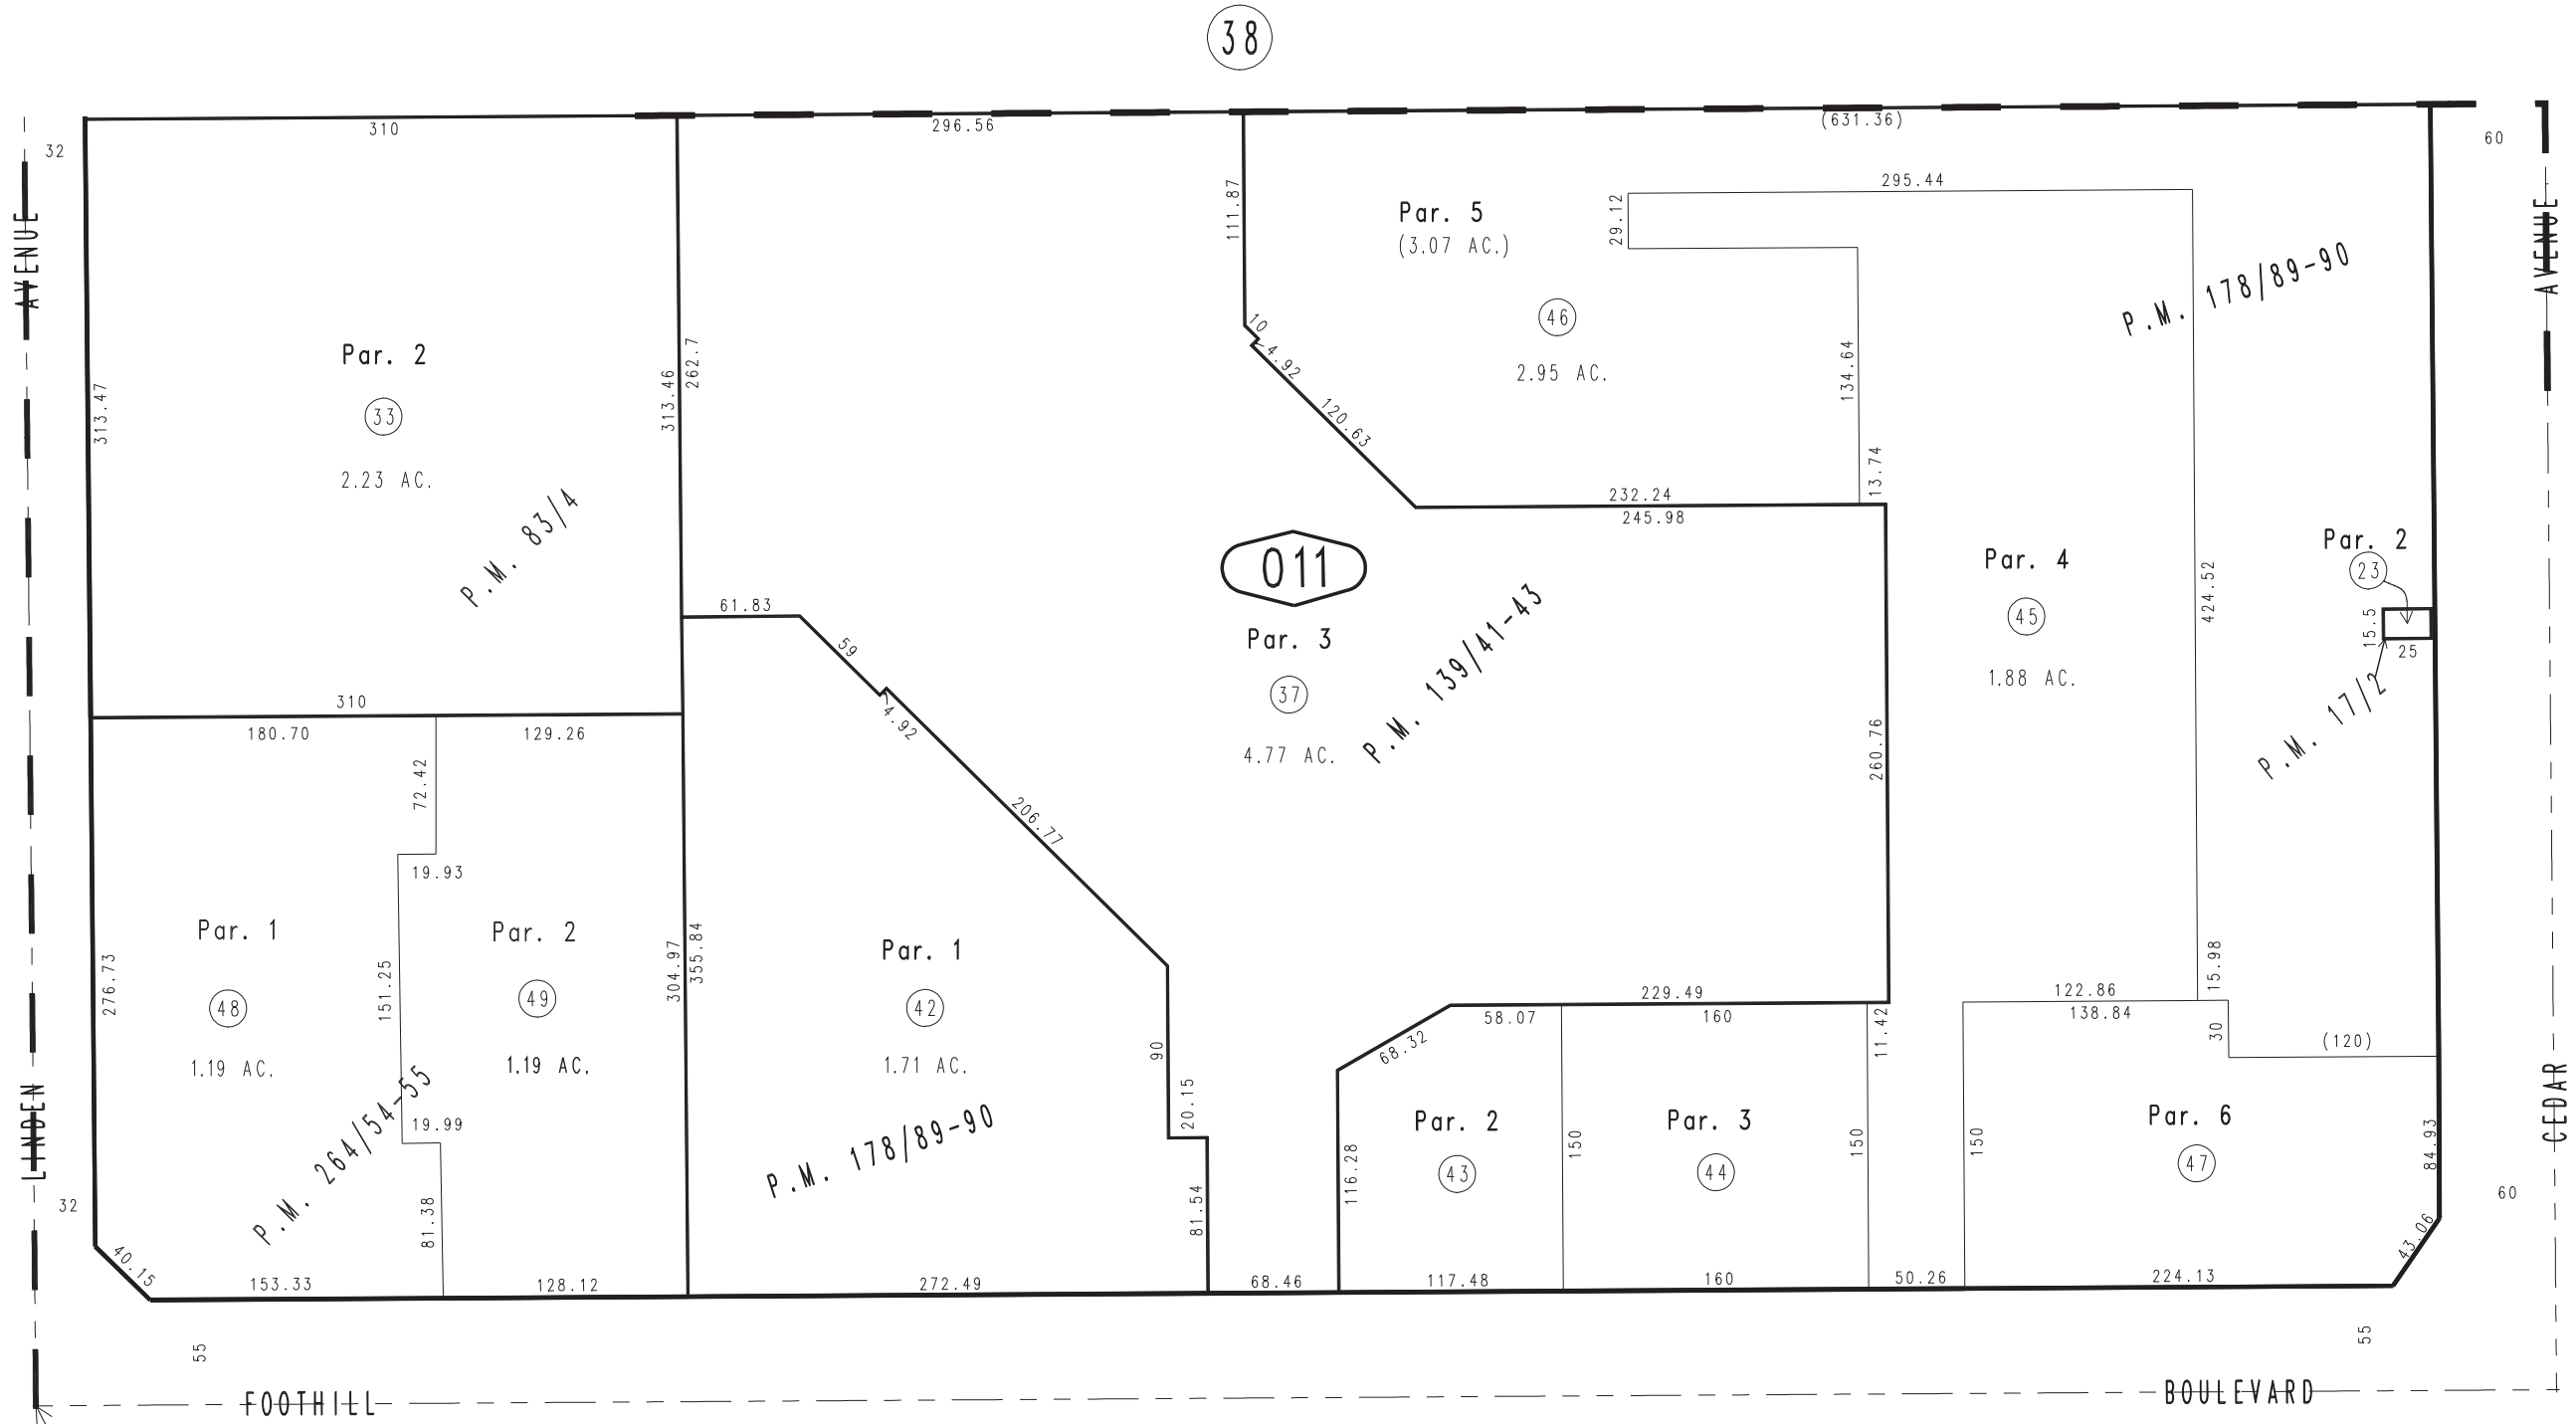 38
310
296.56
(631.36)
32
60
AVENUE
AVENUE
111.87
295.44
29.12
Par. 5
(3.07 AC.)
46
2.95 AC.
P.M. 178/89-90
10
4.92
120.63
134.64
13.74
232.24
245.98
Par. 2
33
2.23 AC.
313.47
313.46
262.7
P.M. 83/4
011
Par. 3
37
4.77 AC.
P.M. 139/41-43
Par. 4
45
1.88 AC.
424.52
Par. 2
23
15.5
25
P.M. 17/2
61.83
59
4.92
206.77
260.76
310
180.70
129.26
72.42
19.93
Par. 1
48
1.19 AC.
276.73
151.25
Par. 2
49
1.19 AC.
304.97
355.84
Par. 1
42
1.71 AC.
P.M. 178/89-90
90
20.15
81.54
P.M. 264/54-55
19.99
81.38
229.49
58.07
160
11.42
68.32
122.86
138.84
15.98
30
(120)
Par. 2
43
116.28
150
Par. 3
44
150
150
Par. 6
47
84.93
43.06
LINDEN
CEDAR
32
60
40.15
153.33
128.12
272.49
68.46
117.48
160
50.26
224.13
55
55
FOOTHILL
BOULEVARD